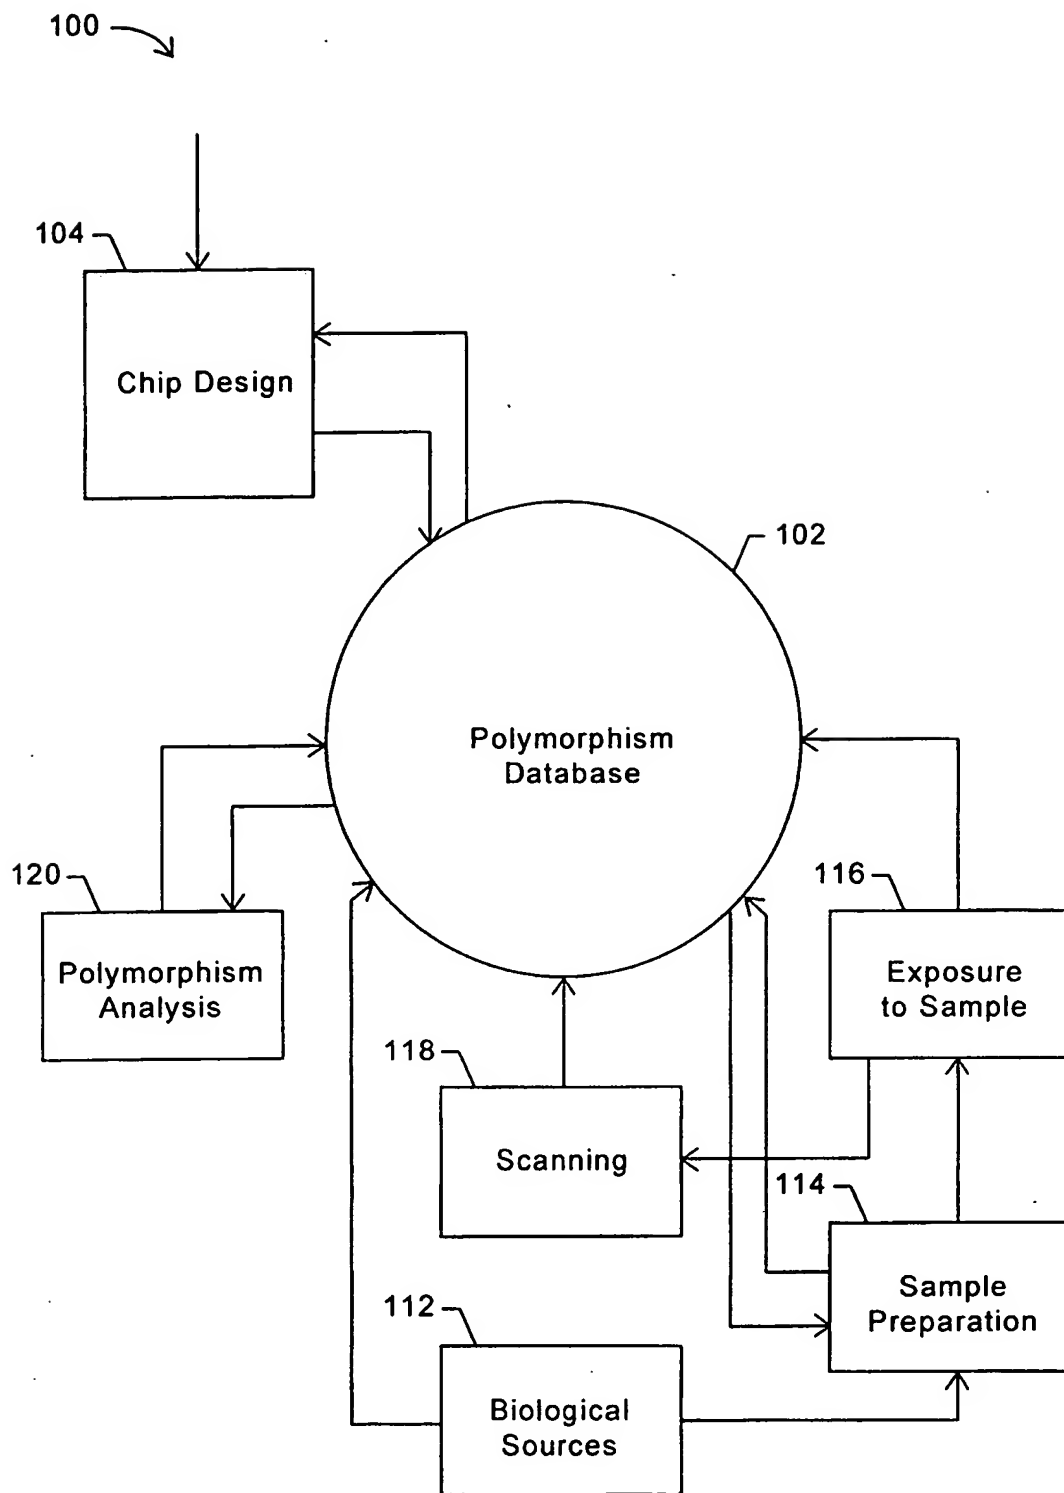 100
104
Chip Design
102
Polymorphism
Database
120
Polymorphism
Analysis
116
Exposure
to Sample
118
Scanning
114
Sample
Preparation
112
Biological
Sources